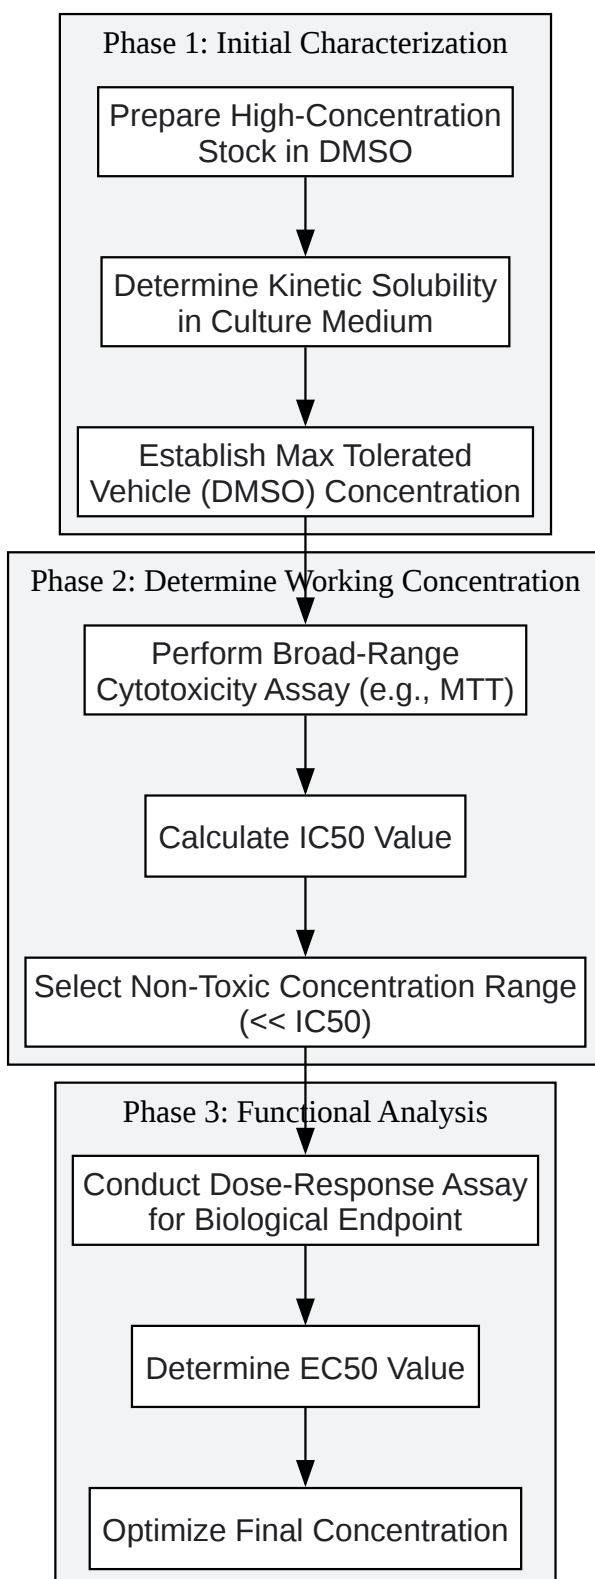 Phase 1: Initial Characterization
Prepare High-Concentration
Stock in DMSO
Determine Kinetic Solubility
in Culture Medium
Establish Max Tolerated
Vehicle (DMSO) Concentration
Phase 2: Determine Working Concentration
Perform Broad-Range
Cytotoxicity Assay (e.g., MTT)
Calculate IC50 Value
Select Non-Toxic Concentration Range
(<< IC50)
Phase 3: Functional Analysis
Conduct Dose-Response Assay
for Biological Endpoint
Determine EC50 Value
Optimize Final Concentration